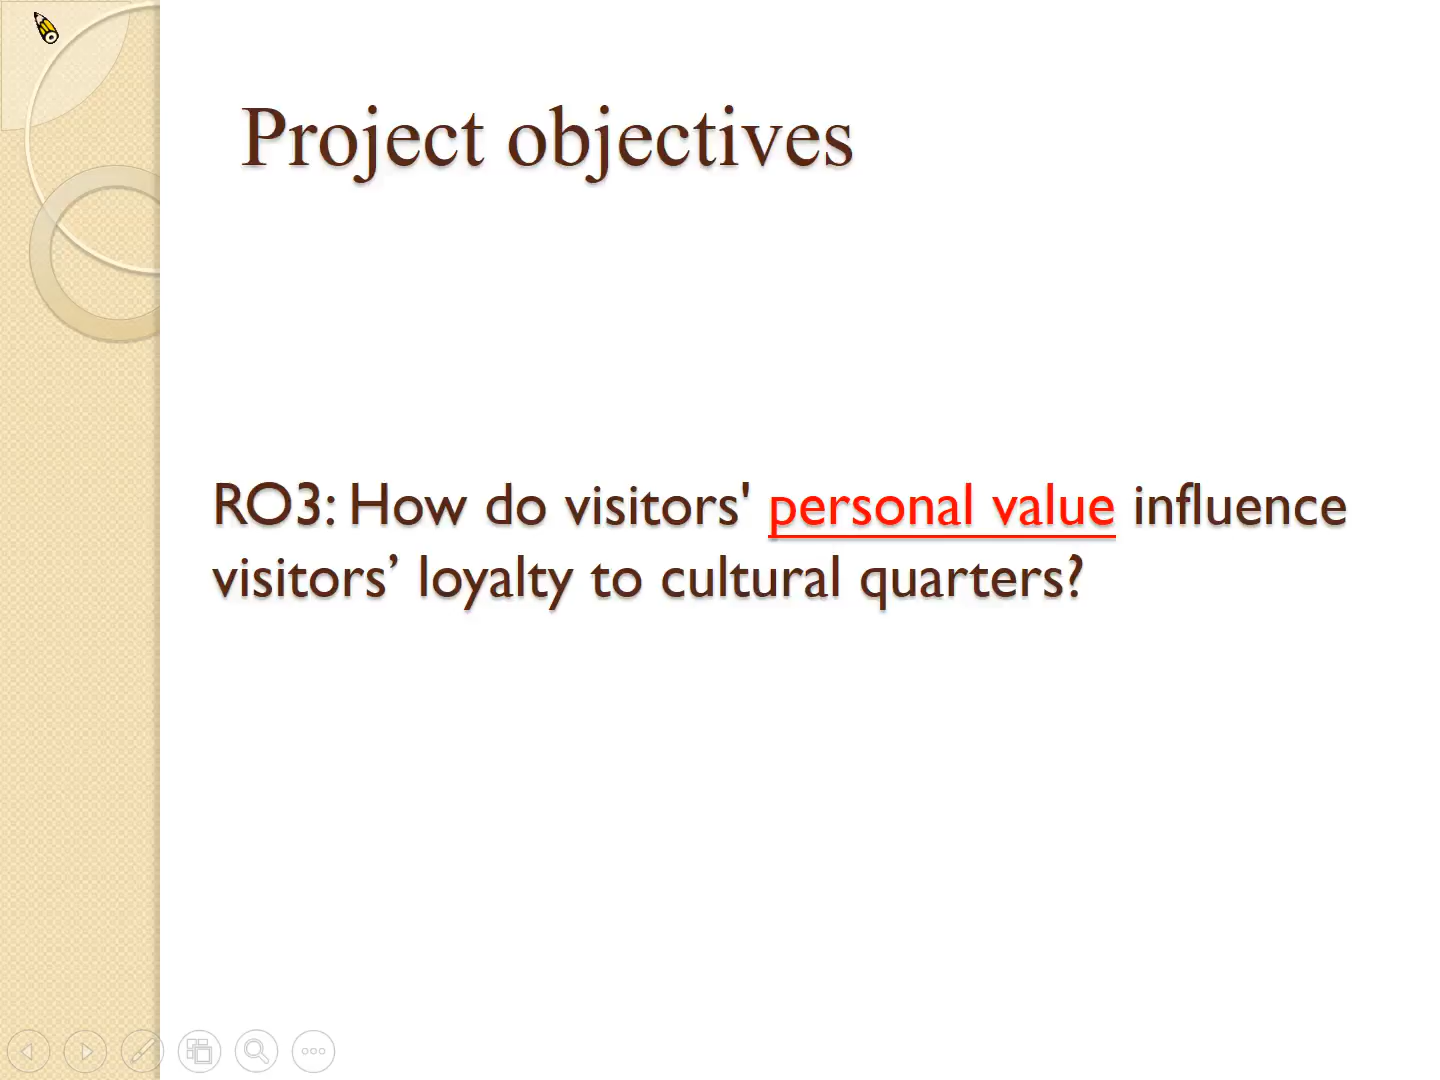 Project objectives
RO3: How do visitors' personal value influence
visitors’ loyalty to cultural quarters?